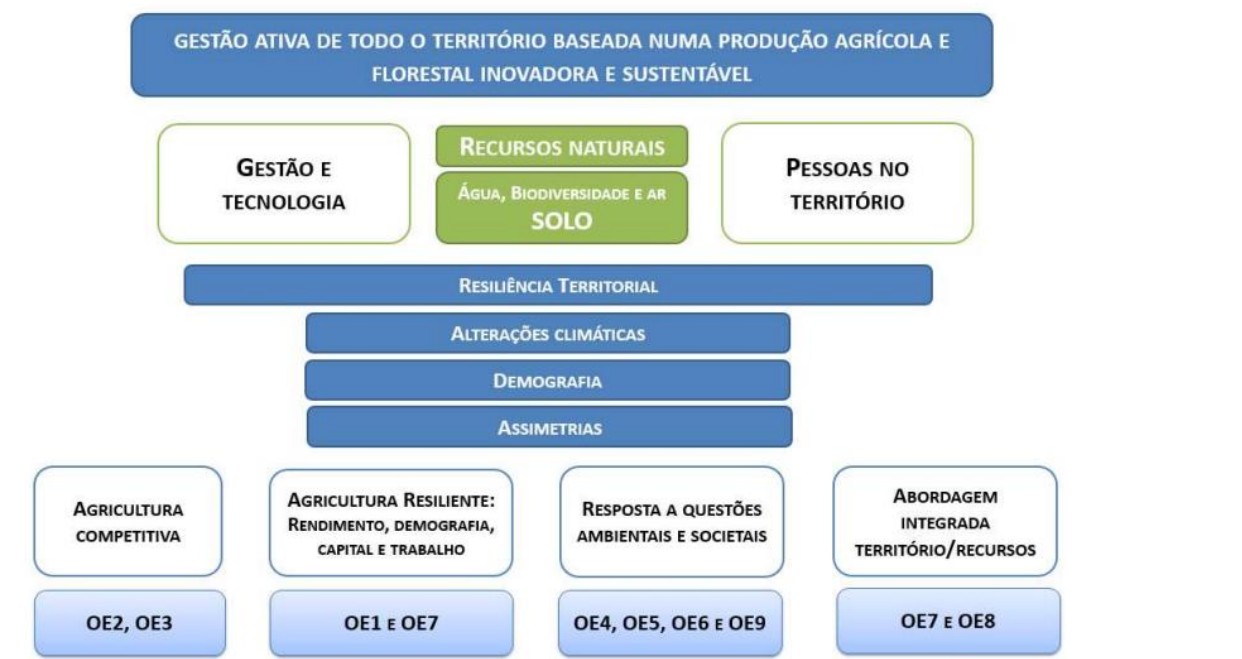 GESTÃO ATIVA DE TODO O TERRITÓRIO BASEADA NUMA PRODUÇÃO AGRÍCOLA E
FLORESTAL INOVADORA E SUSTENTÁVEL
GESTÃO E
TECNOLOGIA
RECURSOS NATURAIS
ÁGUA, BIODIVERSIDADE E AR
SOLO
PESSOAS NO
TERRITÓRIO
RESILIÊNCIA TERRITORIAL
ALTERAÇÕES CLIMÁTICAS
DEMOGRAFIA
ASSIMETRIAS
AGRICULTURA
COMPETITIVA
AGRICULTURA RESILIENTE:
RENDIMENTO, DEMOGRAFIA,
CAPITAL E TRABALHO
RESPOSTA A QUESTÕES
AMBIENTAIS E SOCIETAIS
ABORDAGEM
INTEGRADA
TERRITÓRIO/RECURSOS
OE2, OE3
OE1 E OE7
OE4, OE5, OE6 E OE9
OE7 E OE8